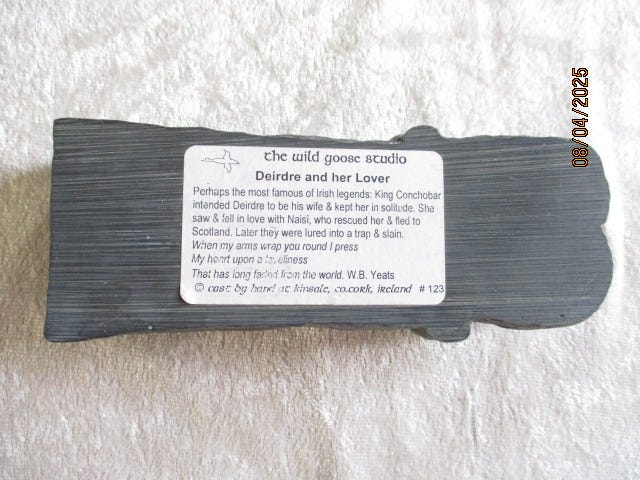 the wild goose studio
Deirdre and her Lover
Perhaps the most famous of Irish legends: King Conchobar
intended Deirdre to be his wife & kept her in solitude. She
saw & fell in love with Naisi, who rescued her & fled to
Scotland. Later they were lured into a trap & slain.
When my arms wrap you round I press
My heart upon a loveliness
That has long faded from the world. W.B. Yeats
© cast by hand at kinsale, co.cork, ireland # 123
08/04/2025